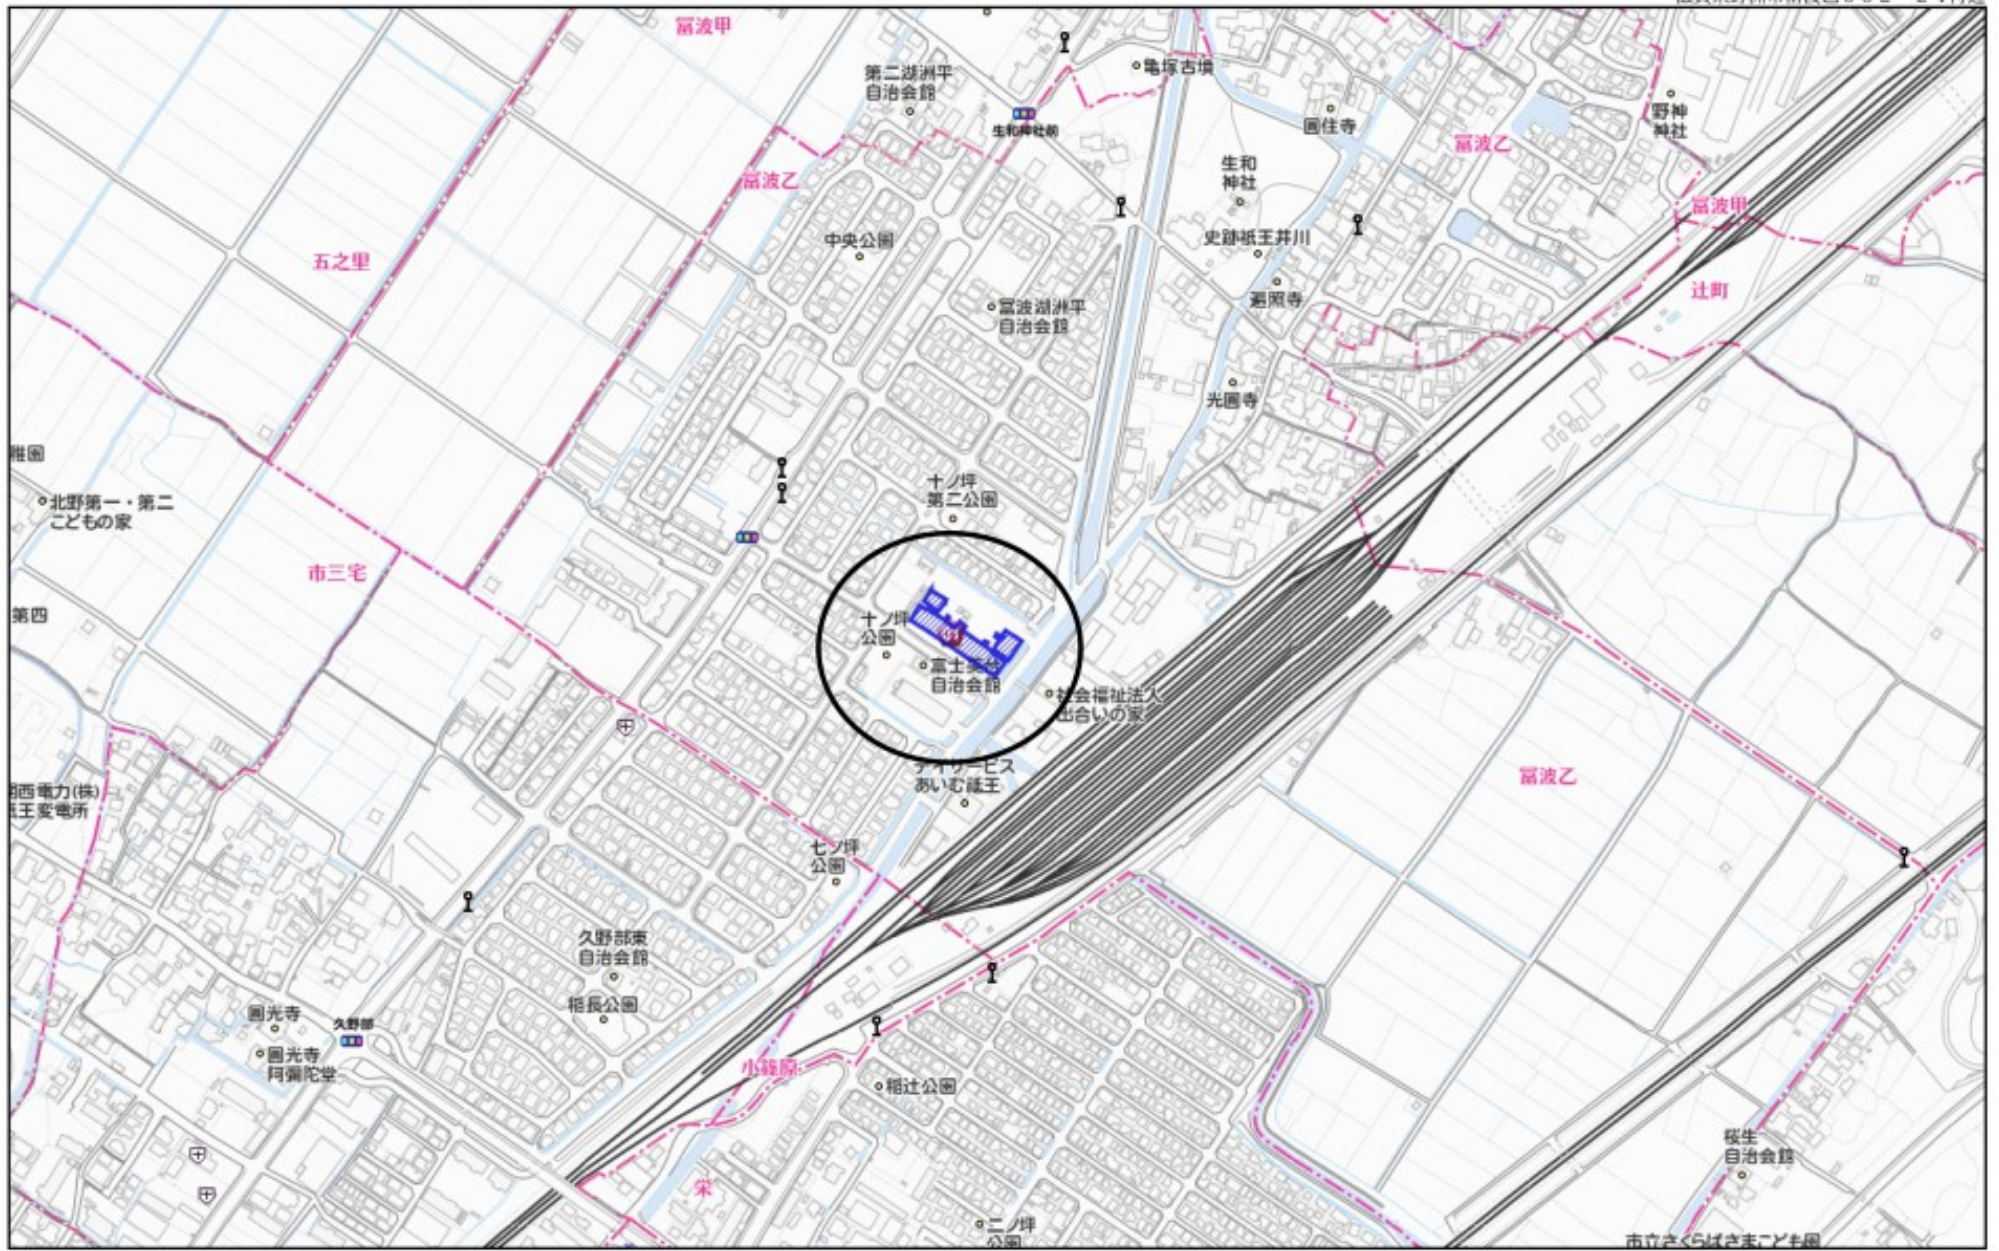 冨波甲
第二湖洲平
自治会館
亀塚古墳
生和神社前
圓住寺
野神
神社
冨波乙
冨波乙
生和
神社
冨波甲
中央公園
史跡祇王井川
五之里
辻町
遍照寺
冨波湖洲平
自治会館
光圓寺
稚園
北野第一・第二
こどもの家
十ノ坪
第二公園
市三宅
第四
十ノ坪
公園
富士
自治会館
社会福祉法人
出合いの家
デイサービス
あいむ祇王
冨波乙
関西電力(株)
祇王変電所
七ノ坪
公園
久野部東
自治会館
稲長公園
圓光寺
久野部
圓光寺
阿彌陀堂
小篠原
稲辻公園
桜生
自治会館
栄
二ノ坪
公園
市立さくらばさまこども園